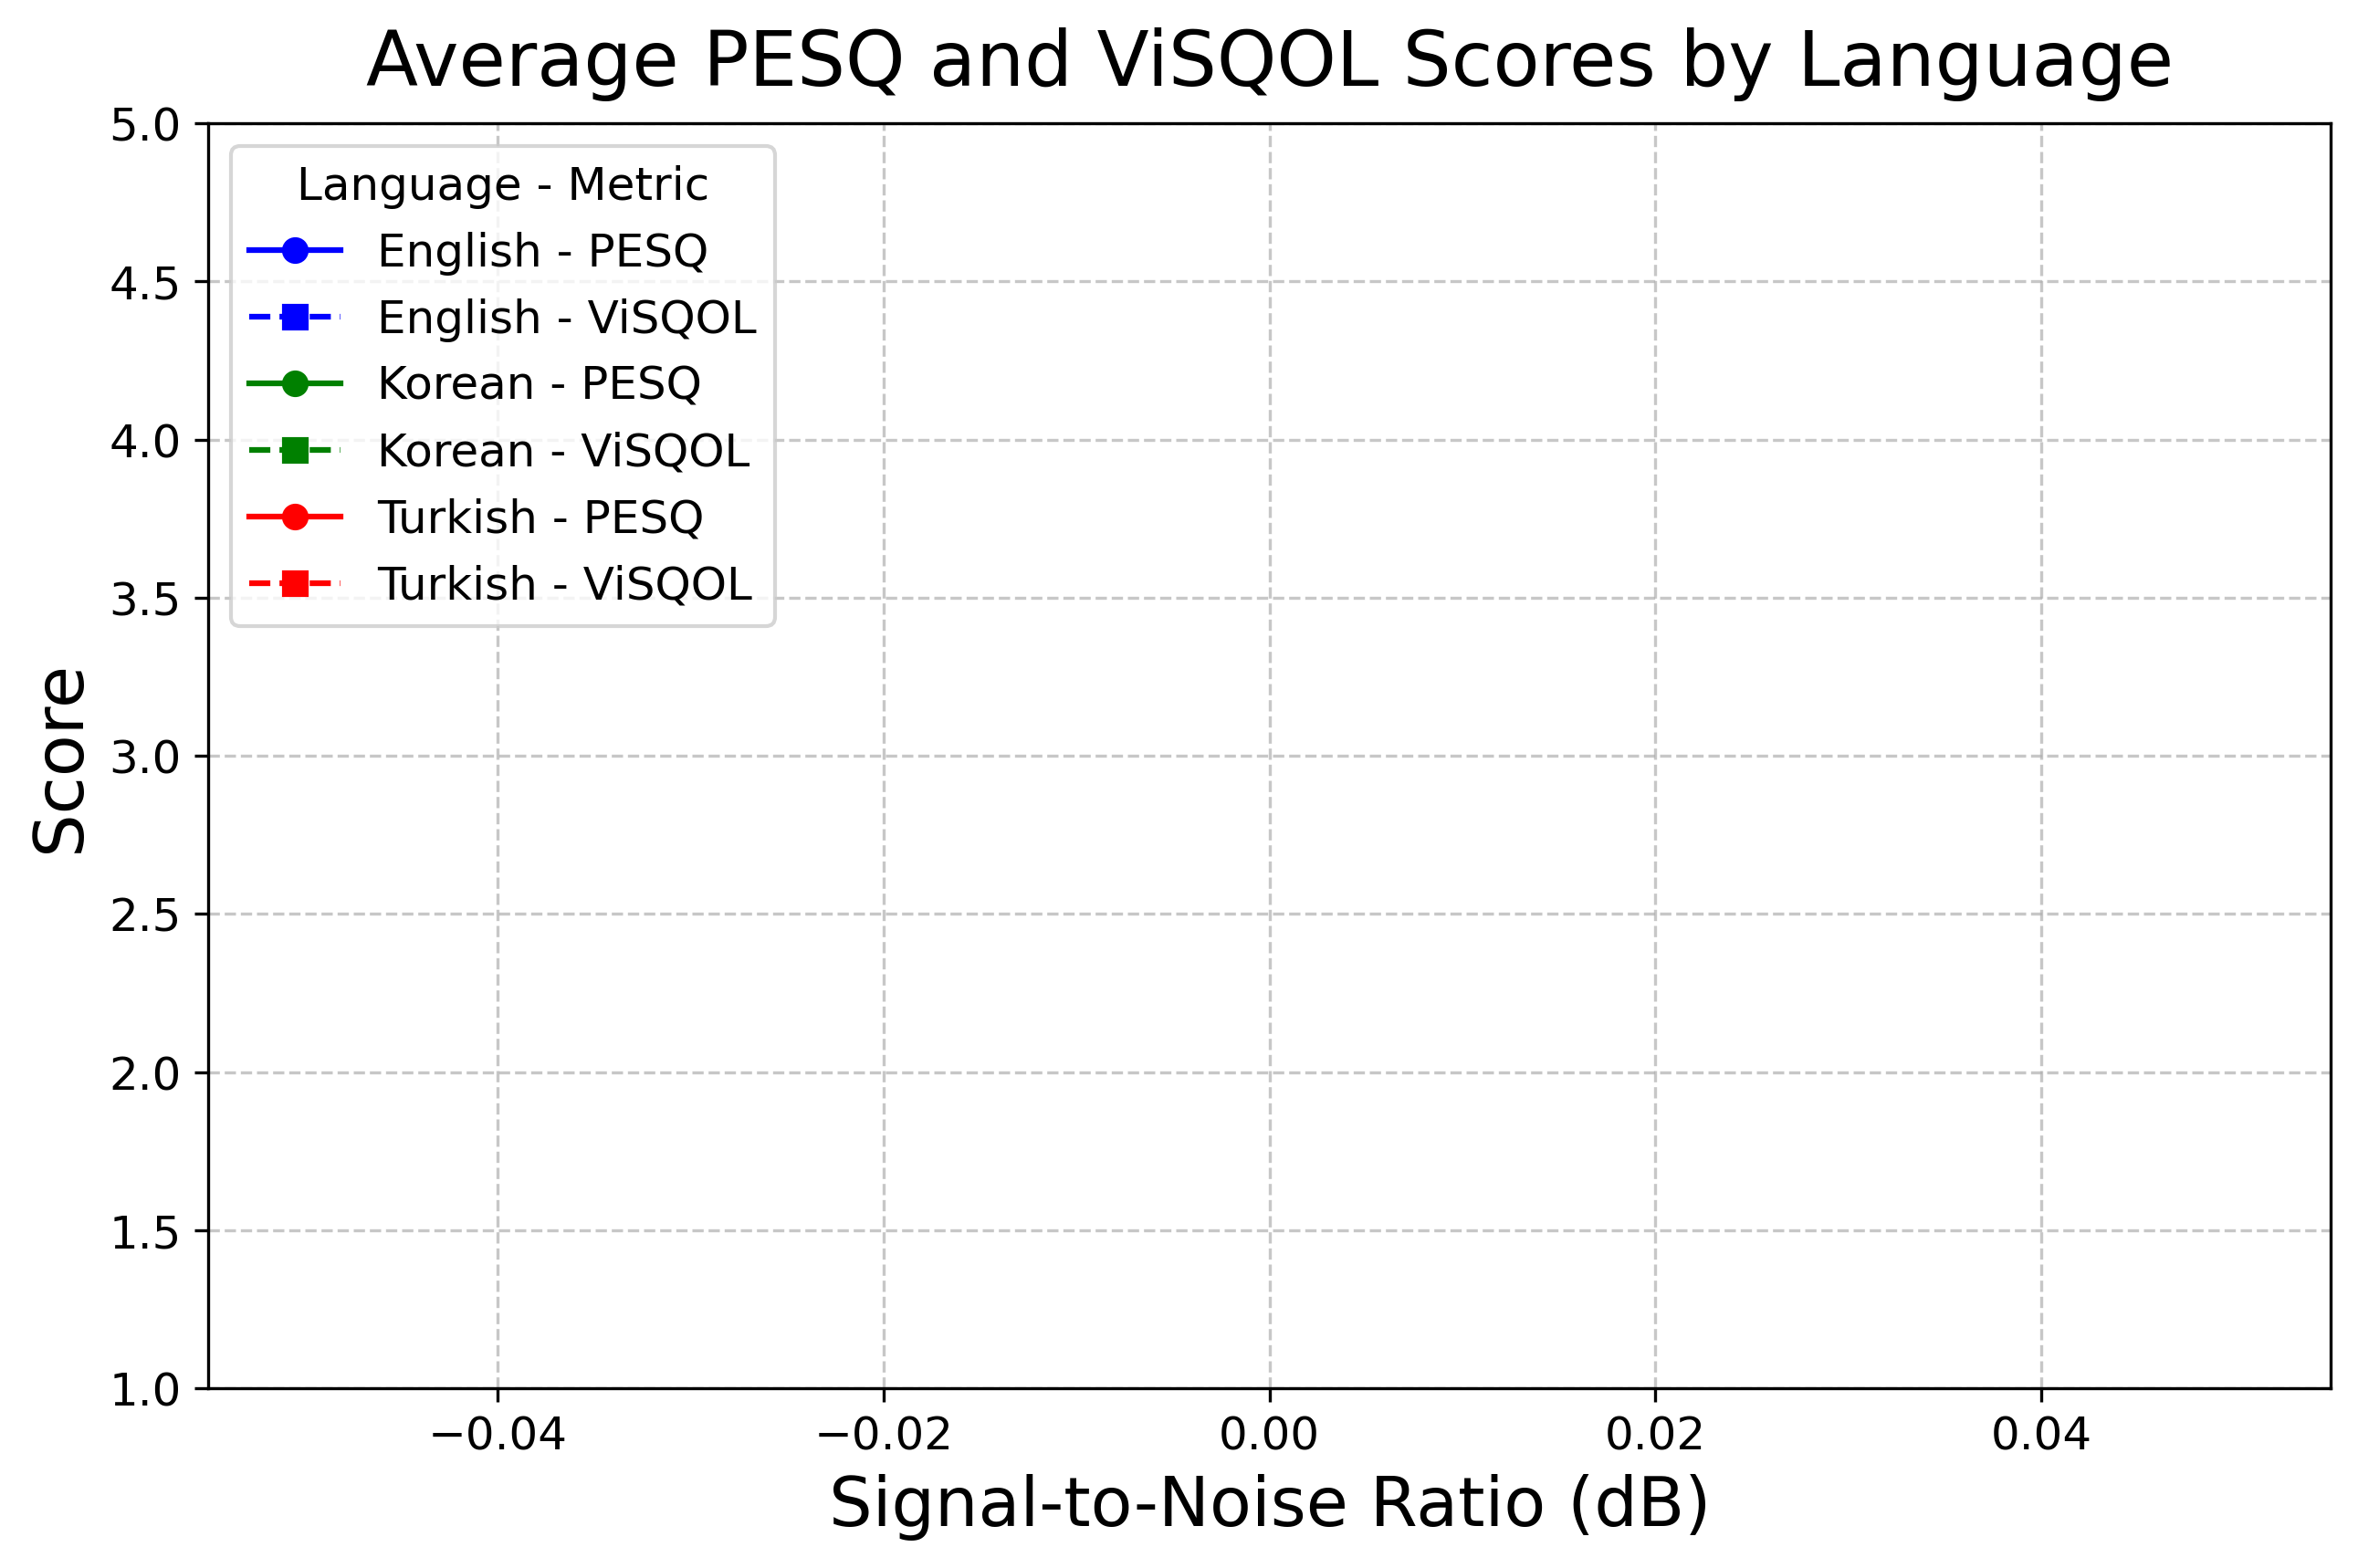 Average PESQ and ViSQOL Scores by Language
5.0
4.5
4.0
3.5
3.0
2.5
2.0
1.5
1.0
Score
Language - Metric
English - PESQ
English - ViSQOL
Korean - PESQ
Korean - ViSQOL
Turkish - PESQ
Turkish - ViSQOL
−0.04 −0.02 0.00 0.02 0.04
Signal-to-Noise Ratio (dB)